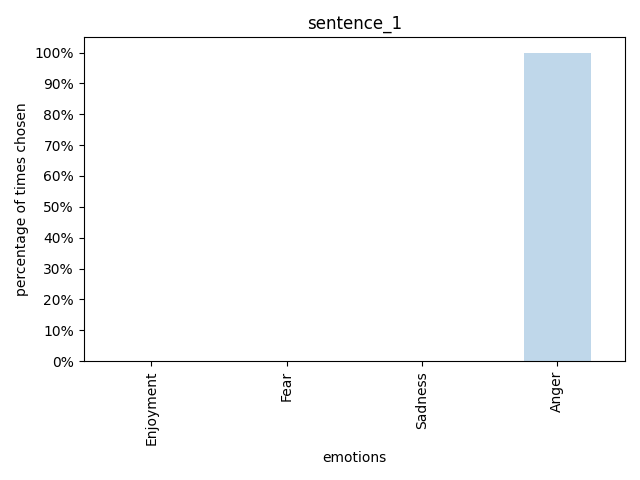 sentence_1
percentage of times chosen
100%
90%
80%
70%
60%
50%
40%
30%
20%
10%
0%
Enjoyment
Fear
Sadness
Anger
emotions